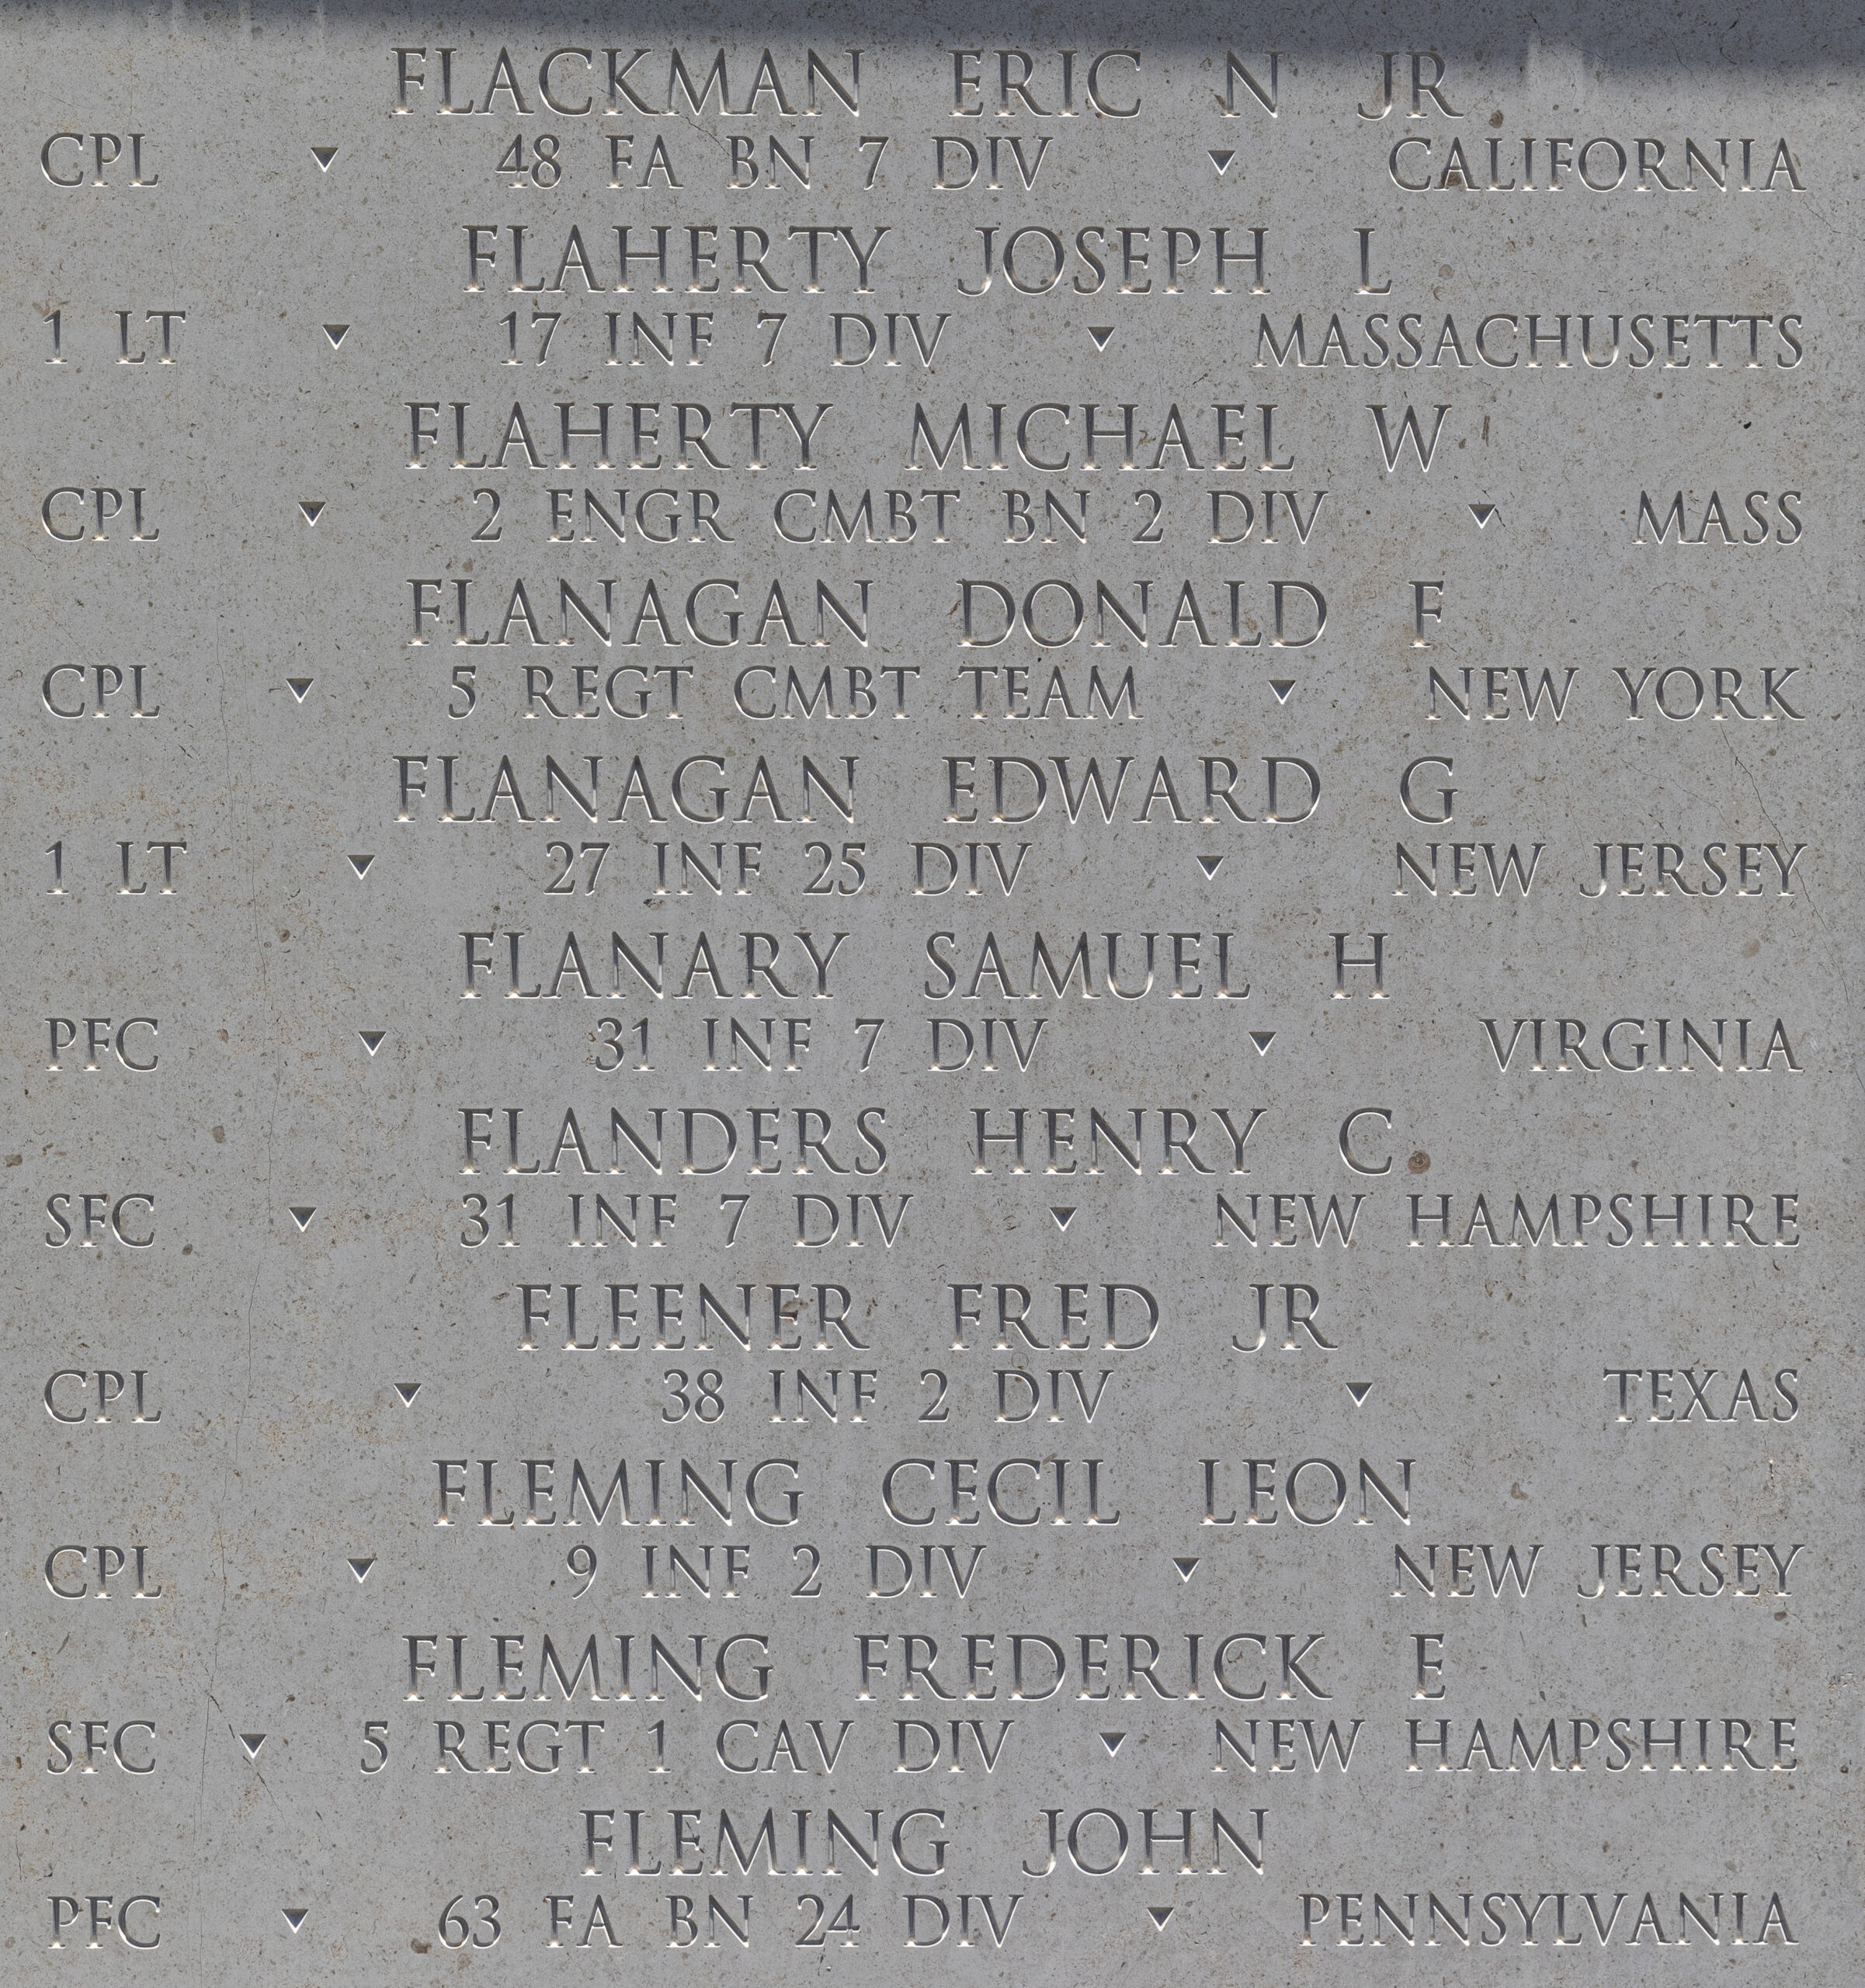 FLACKMAN ERIC N JR
CPL ▼ 48 FA BN 7 DIV ▼ CALIFORNIA
FLAHERTY JOSEPH L
1 LT ▼ 17 INF 7 DIV ▼ MASSACHUSETTS
FLAHERTY MICHAEL W
CPL ▼ 2 ENGR CMBT BN 2 DIV ▼ MASS
FLANAGAN DONALD F
CPL ▼ 5 REGT CMBT TEAM ▼ NEW YORK
FLANAGAN EDWARD G
1 LT ▼ 27 INF 25 DIV ▼ NEW JERSEY
FLANARY SAMUEL H
PFC ▼ 31 INF 7 DIV ▼ VIRGINIA
FLANDERS HENRY C
SFC ▼ 31 INF 7 DIV ▼ NEW HAMPSHIRE
FLEENER FRED JR
CPL ▼ 38 INF 2 DIV ▼ TEXAS
FLEMING CECIL LEON
CPL ▼ 9 INF 2 DIV ▼ NEW JERSEY
FLEMING FREDERICK E
SFC ▼ 5 REGT 1 CAV DIV ▼ NEW HAMPSHIRE
FLEMING JOHN
PFC ▼ 63 FA BN 24 DIV ▼ PENNSYLVANIA